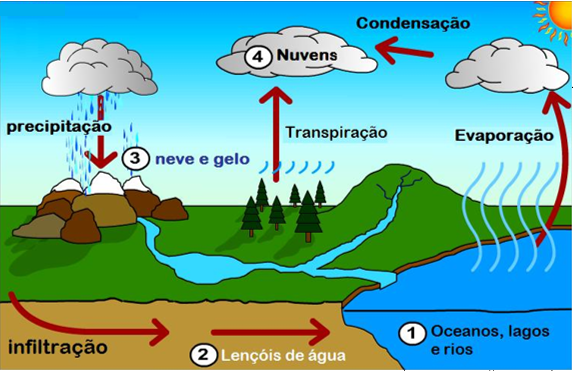 Condensação
4 Nuvens
precipitação
Transpiração
Evaporação
3 neve e gelo
1 Oceanos, lagos
e rios
infiltração
2 Lençóis de água